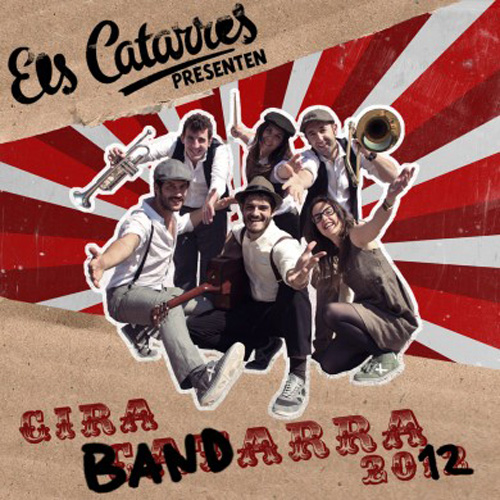 Els Catarres
PRESENTEN
GIRA
BANDARRA
2012